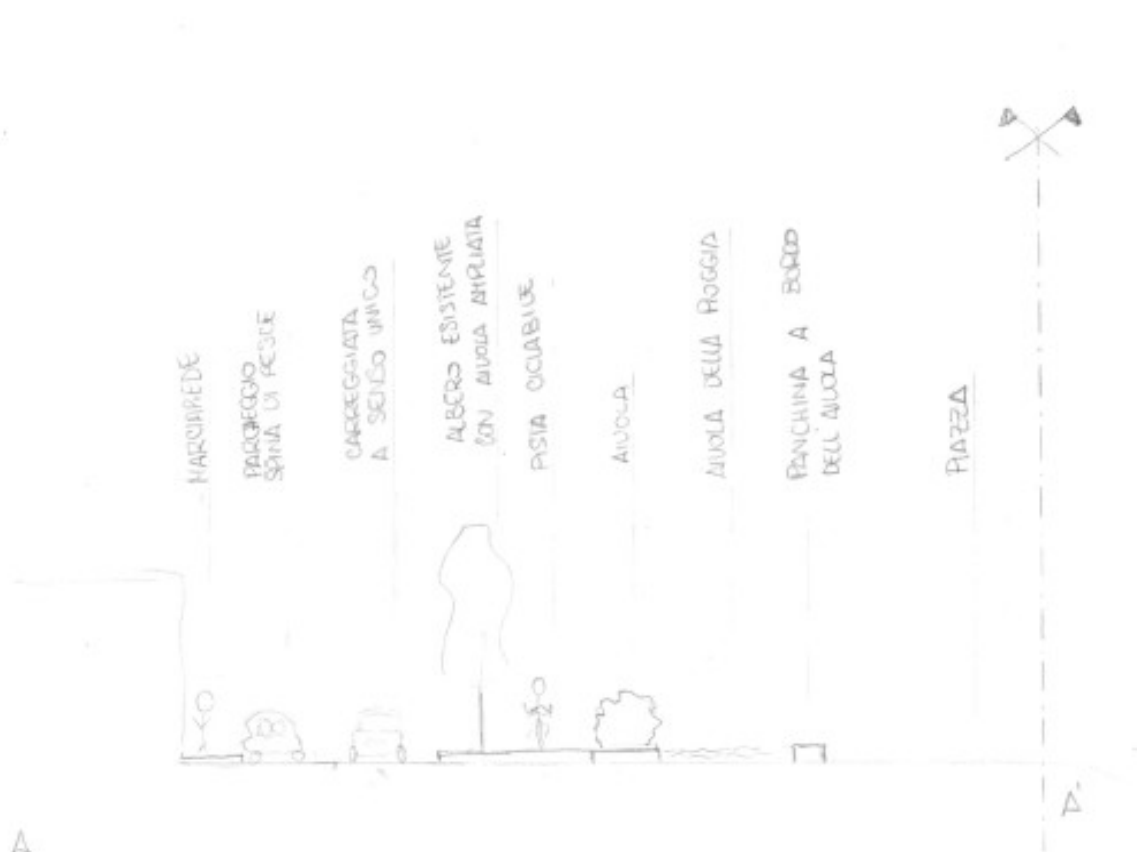 MARCIAPIEDE
PARCHEGGIO
SPINA DI PESCE
CARREGGIATA
A SENSO UNICO
ALBERO ESISTENTE
CON AIUOLA AMPLIATA
PISTA CICLABILE
AIUOLA
AIUOLA DELLA PIOGGIA
PANCHINA A BORDO
DELL'AIUOLA
PIAZZA
A
A'